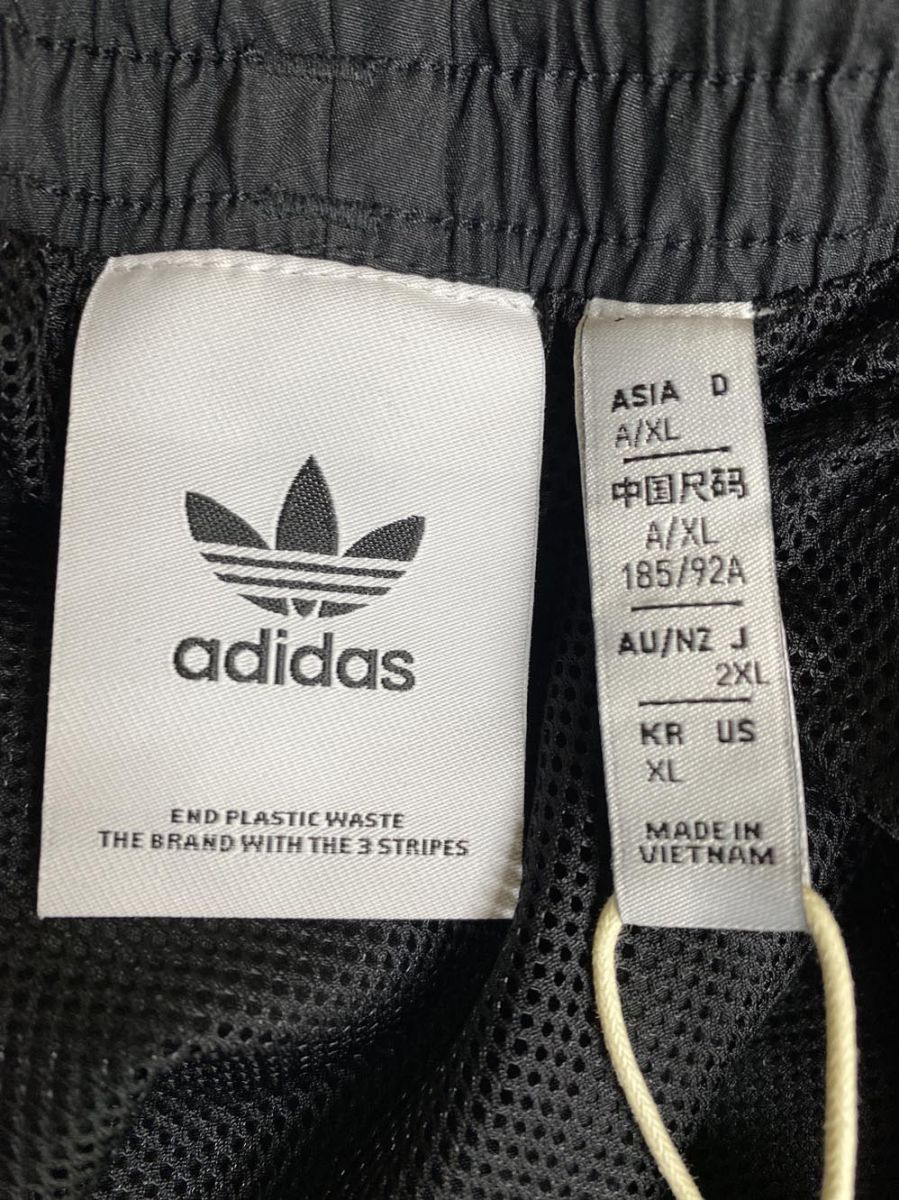 adidas
END PLASTIC WASTE
THE BRAND WITH THE 3 STRIPES
ASIA D
A/XL
中国尺码
A/XL
185/92A
AU/NZ J
2XL
KR US
XL
MADE IN
VIETNAM